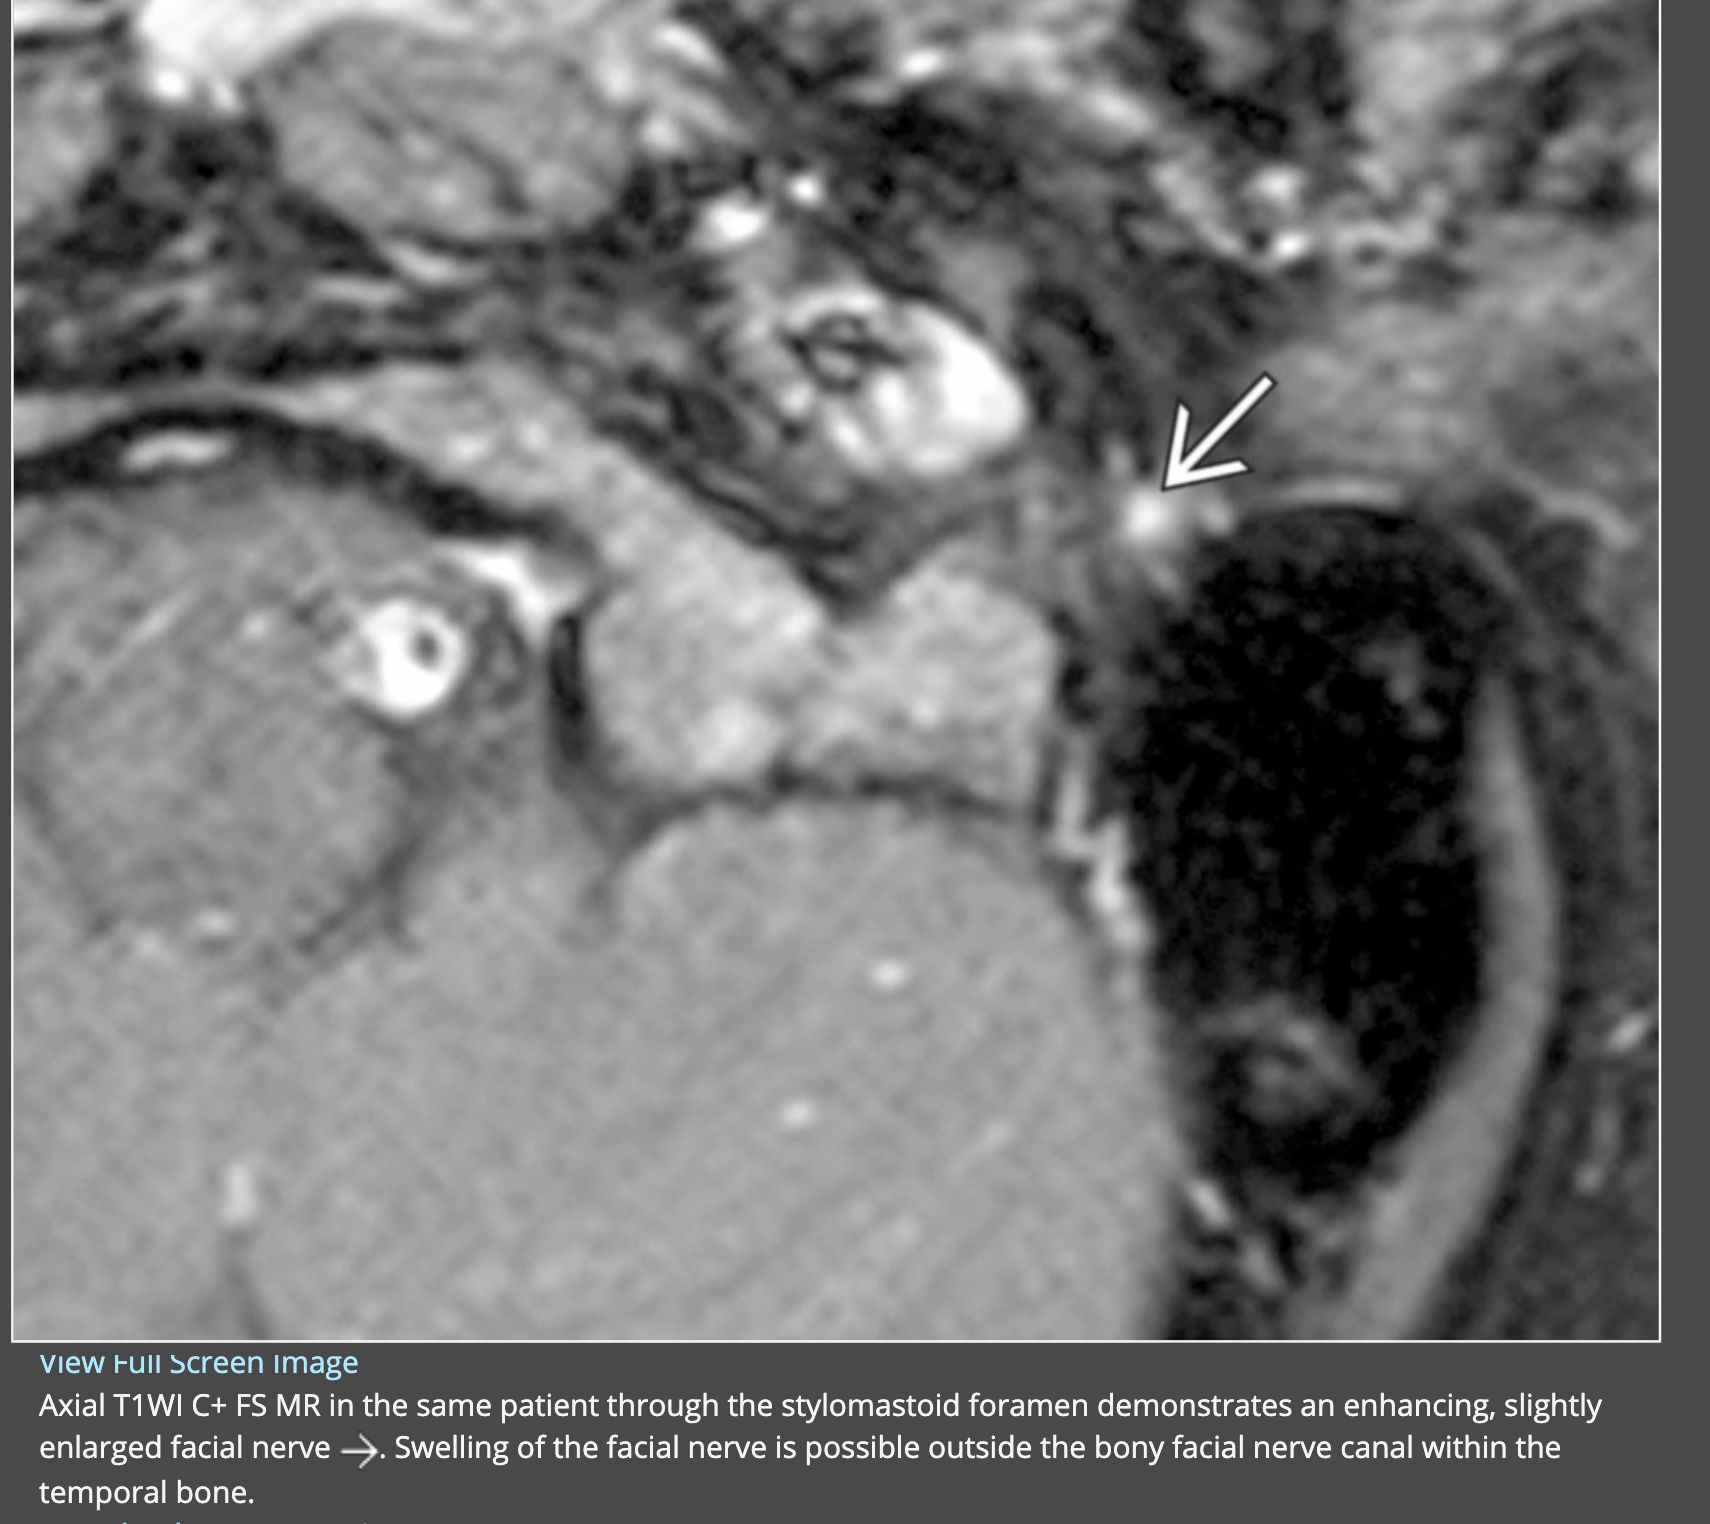 View Full Screen Image
Axial T1WI C+ FS MR in the same patient through the stylomastoid foramen demonstrates an enhancing, slightly
enlarged facial nerve →. Swelling of the facial nerve is possible outside the bony facial nerve canal within the
temporal bone.